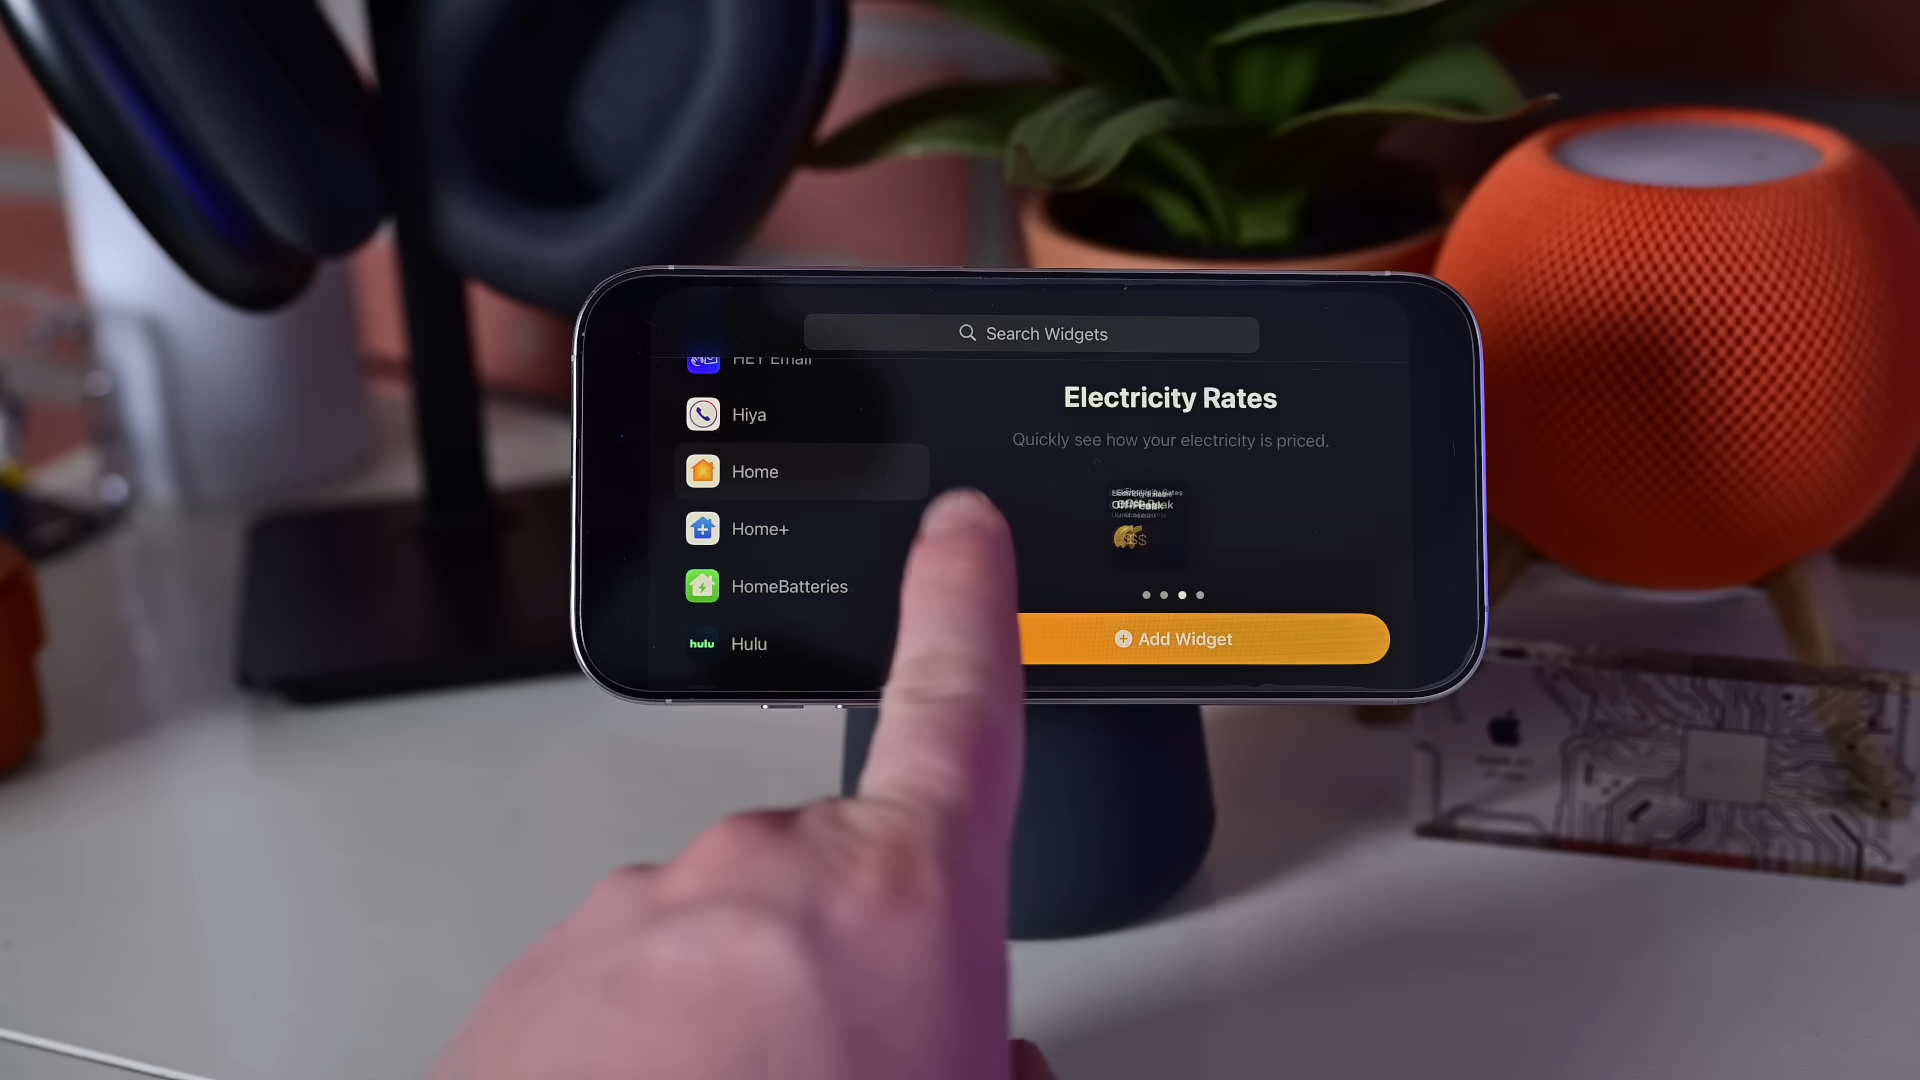 Search Widgets
HEY Email
Hiya
Home
Home+
HomeBatteries
hulu Hulu
Electricity Rates
Quickly see how your electricity is priced.
Add Widget